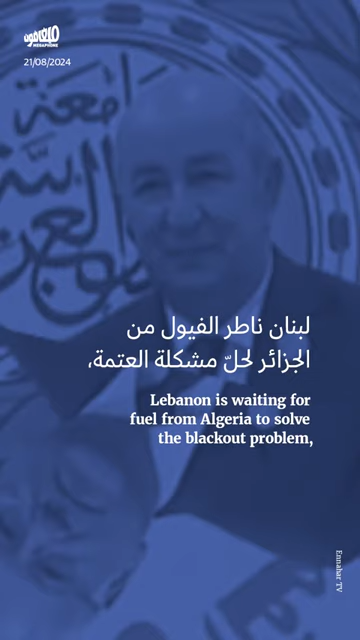 ميغافون
MEGAPHONE
21/08/2024
جامعة
لبنان ناطر الفيول من
الجزائر لحلّ مشكلة العتمة،
Lebanon is waiting for
fuel from Algeria to solve
the blackout problem,
Ennahar TV